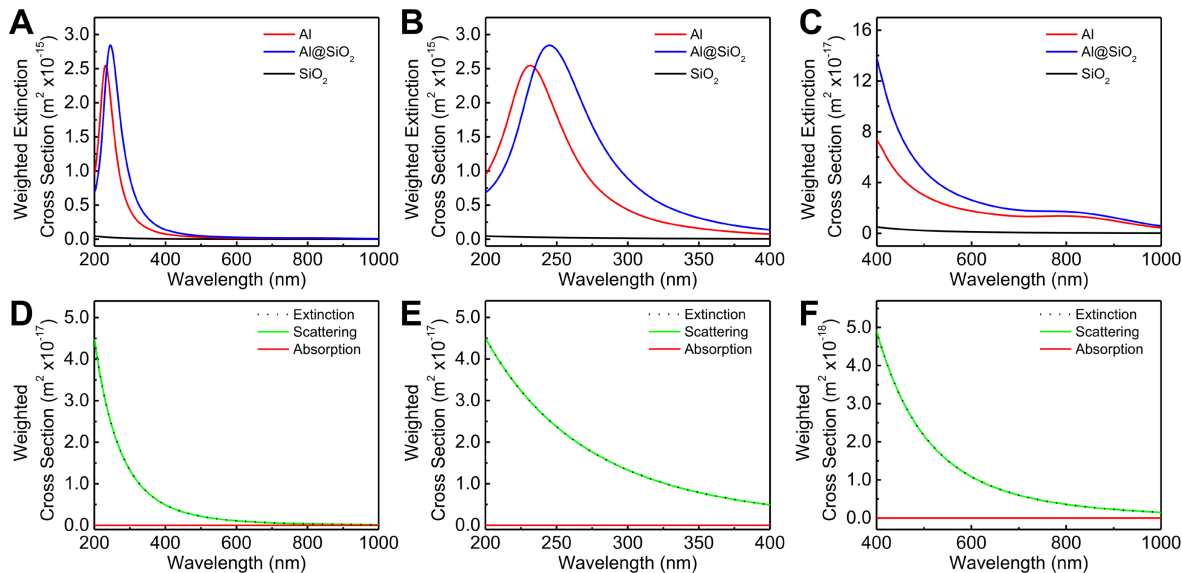 A
Weighted Extinction
Cross Section (m² x10⁻¹⁵)
3.0
2.5
2.0
1.5
1.0
0.5
0.0
Al
Al@SiO₂
SiO₂
200 400 600 800 1000
Wavelength (nm)
B
Weighted Extinction
Cross Section (m² x10⁻¹⁵)
3.0
2.5
2.0
1.5
1.0
0.5
0.0
Al
Al@SiO₂
SiO₂
200 250 300 350 400
Wavelength (nm)
C
Weighted Extinction
Cross Section (m² x10⁻¹⁷)
16
12
8
4
0
Al
Al@SiO₂
SiO₂
400 600 800 1000
Wavelength (nm)
D
Weighted
Cross Section (m² x10⁻¹⁷)
5.0
4.0
3.0
2.0
1.0
0.0
Extinction
Scattering
Absorption
200 400 600 800 1000
Wavelength (nm)
E
Weighted
Cross Section (m² x10⁻¹⁷)
5.0
4.0
3.0
2.0
1.0
0.0
Extinction
Scattering
Absorption
200 250 300 350 400
Wavelength (nm)
F
Weighted
Cross Section (m² x10⁻¹⁸)
5.0
4.0
3.0
2.0
1.0
0.0
Extinction
Scattering
Absorption
400 600 800 1000
Wavelength (nm)